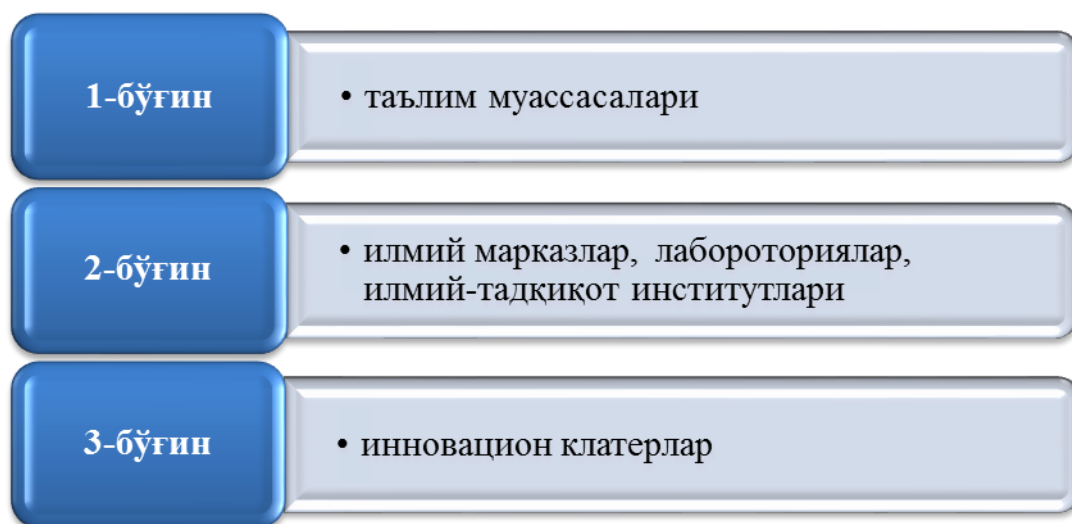 1-бўғин
• таълим муассасалари
2-бўғин
• илмий марказлар, лабороториялар,
илмий-тадқиқот институтлари
3-бўғин
• инновацион клатерлар